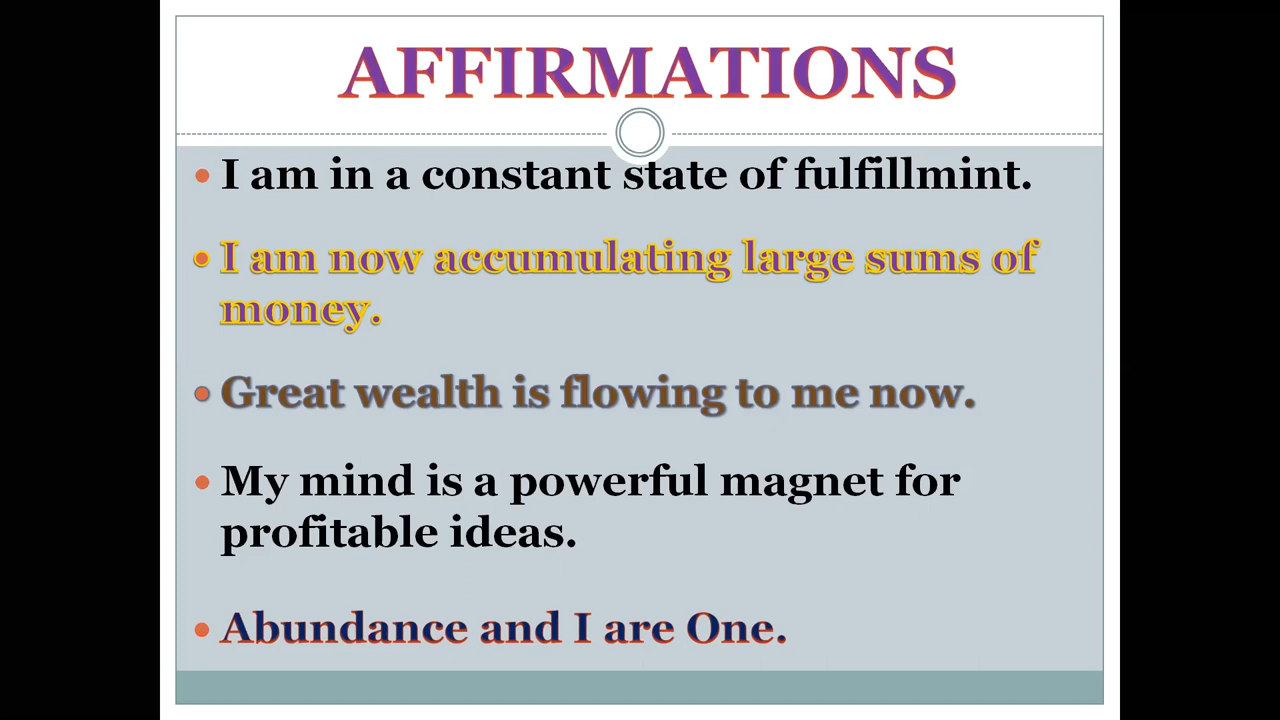 AFFIRMATIONS
• I am in a constant state of fulfillmint.
• I am now accumulating large sums of
money.
• Great wealth is flowing to me now.
• My mind is a powerful magnet for
profitable ideas.
• Abundance and I are One.